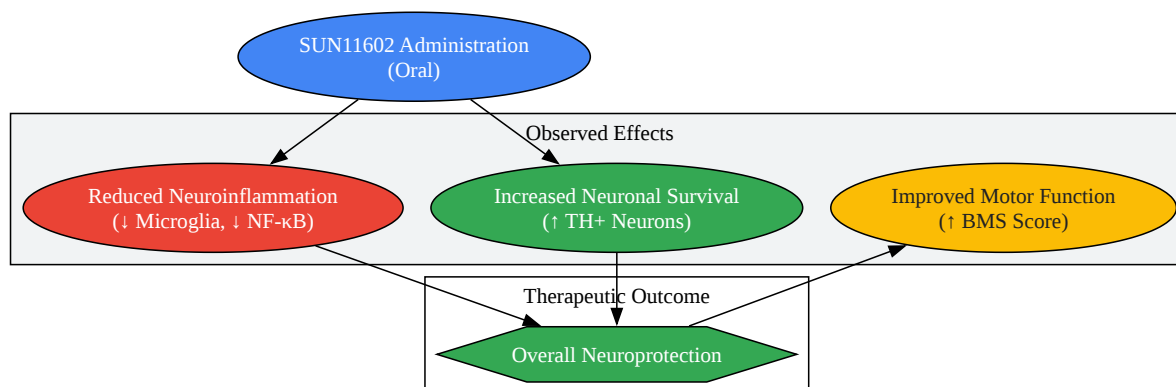 SUN11602 Administration
(Oral)
Observed Effects
Reduced Neuroinflammation
(↓ Microglia, ↓ NF-κB)
Increased Neuronal Survival
(↑ TH+ Neurons)
Improved Motor Function
(↑ BMS Score)
Therapeutic Outcome
Overall Neuroprotection